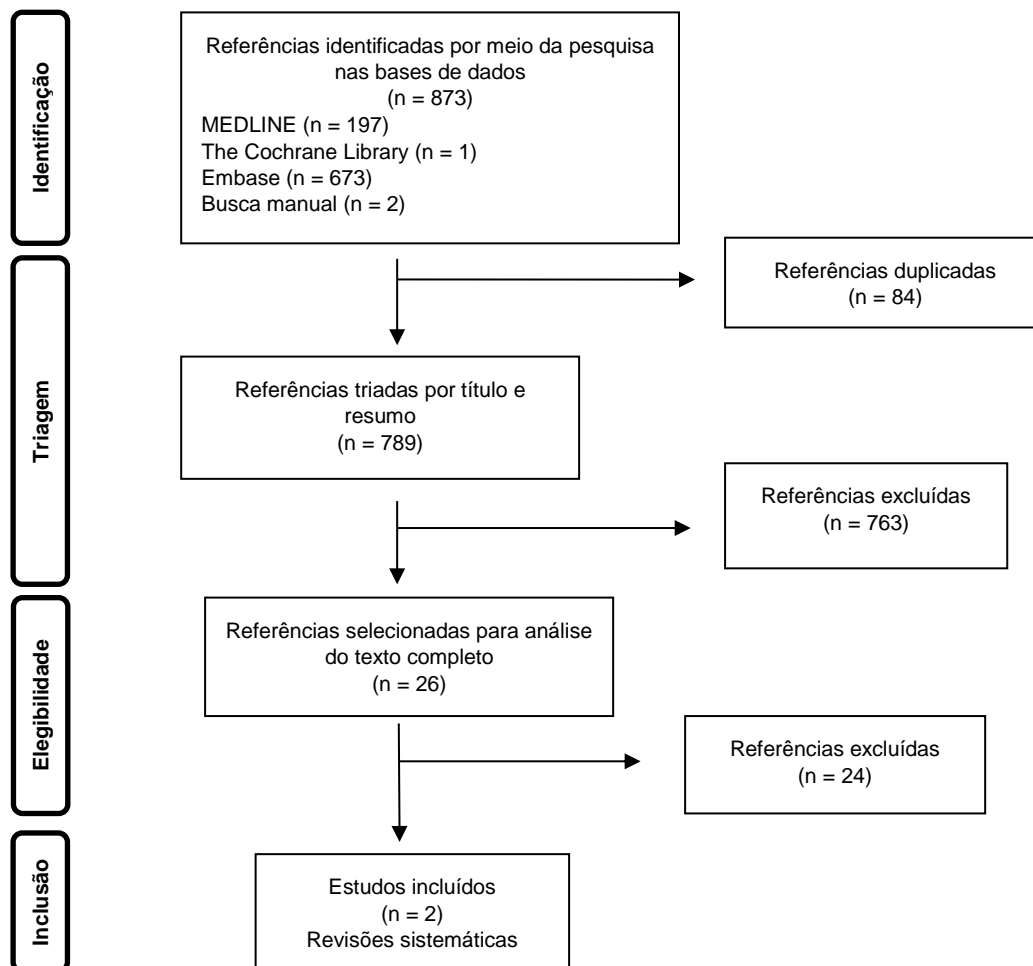 Identificação
Referências identificadas por meio da pesquisa
nas bases de dados
(n = 873)
MEDLINE (n = 197)
The Cochrane Library (n = 1)
Embase (n = 673)
Busca manual (n = 2)
Triagem
Referências duplicadas
(n = 84)
Referências triadas por título e
resumo
(n = 789)
Referências excluídas
(n = 763)
Elegibilidade
Referências selecionadas para análise
do texto completo
(n = 26)
Referências excluídas
(n = 24)
Inclusão
Estudos incluídos
(n = 2)
Revisões sistemáticas